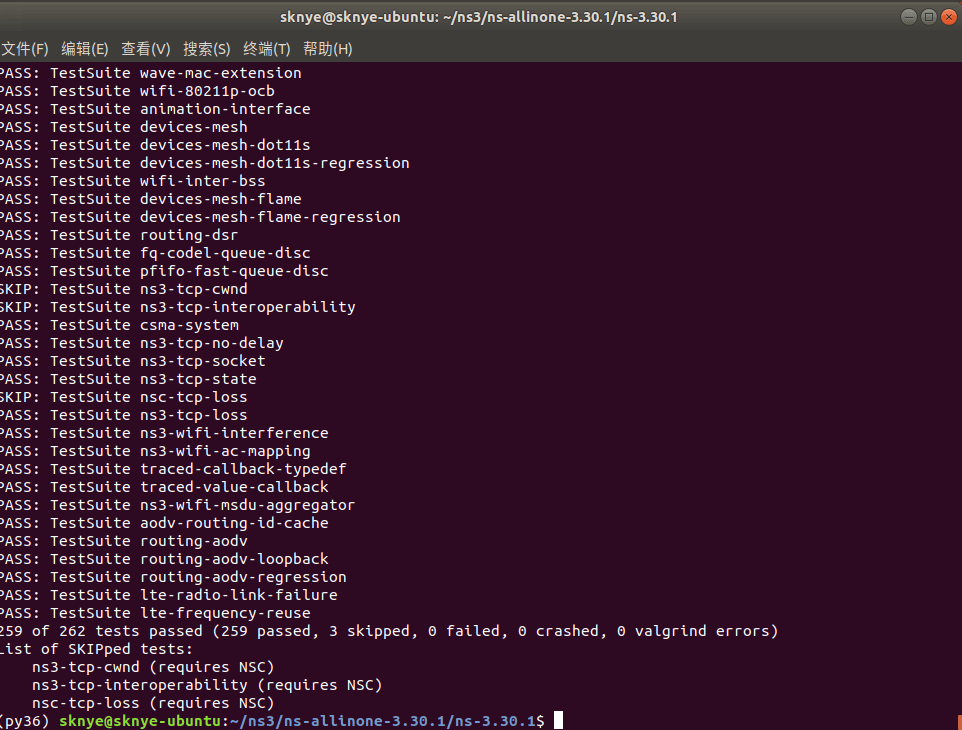 sknye@sknye-ubuntu: ~/ns3/ns-allinone-3.30.1/ns-3.30.1
文件(F) 编辑(E) 查看(V) 搜索(S) 终端(T) 帮助(H)
PASS: TestSuite wave-mac-extension
PASS: TestSuite wifi-80211p-ocb
PASS: TestSuite animation-interface
PASS: TestSuite devices-mesh
PASS: TestSuite devices-mesh-dot11s
PASS: TestSuite devices-mesh-dot11s-regression
PASS: TestSuite wifi-inter-bss
PASS: TestSuite devices-mesh-flame
PASS: TestSuite devices-mesh-flame-regression
PASS: TestSuite routing-dsr
PASS: TestSuite fq-codel-queue-disc
PASS: TestSuite pfifo-fast-queue-disc
SKIP: TestSuite ns3-tcp-cwnd
SKIP: TestSuite ns3-tcp-interoperability
PASS: TestSuite csma-system
PASS: TestSuite ns3-tcp-no-delay
PASS: TestSuite ns3-tcp-socket
PASS: TestSuite ns3-tcp-state
SKIP: TestSuite nsc-tcp-loss
PASS: TestSuite ns3-tcp-loss
PASS: TestSuite ns3-wifi-interference
PASS: TestSuite ns3-wifi-ac-mapping
PASS: TestSuite traced-callback-typedef
PASS: TestSuite traced-value-callback
PASS: TestSuite ns3-wifi-msdu-aggregator
PASS: TestSuite aodv-routing-id-cache
PASS: TestSuite routing-aodv
PASS: TestSuite routing-aodv-loopback
PASS: TestSuite routing-aodv-regression
PASS: TestSuite lte-radio-link-failure
PASS: TestSuite lte-frequency-reuse
259 of 262 tests passed (259 passed, 3 skipped, 0 failed, 0 crashed, 0 valgrind errors)
List of SKIPped tests:
ns3-tcp-cwnd (requires NSC)
ns3-tcp-interoperability (requires NSC)
nsc-tcp-loss (requires NSC)
(py36) sknye@sknye-ubuntu:~/ns3/ns-allinone-3.30.1/ns-3.30.1$